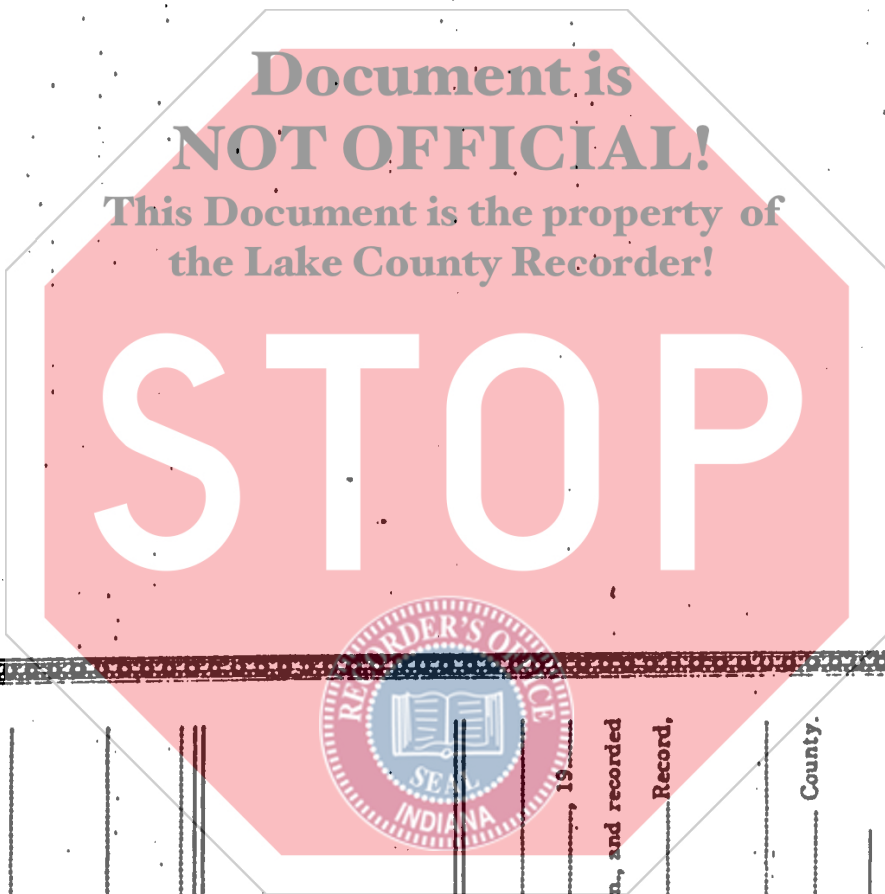 Document is
NOT OFFICIAL!
This Document is the property of
the Lake County Recorder!
STOP
RECORDER'S OFFICE
SEAL
INDIANA
, 19
, and recorded
Record,
County.